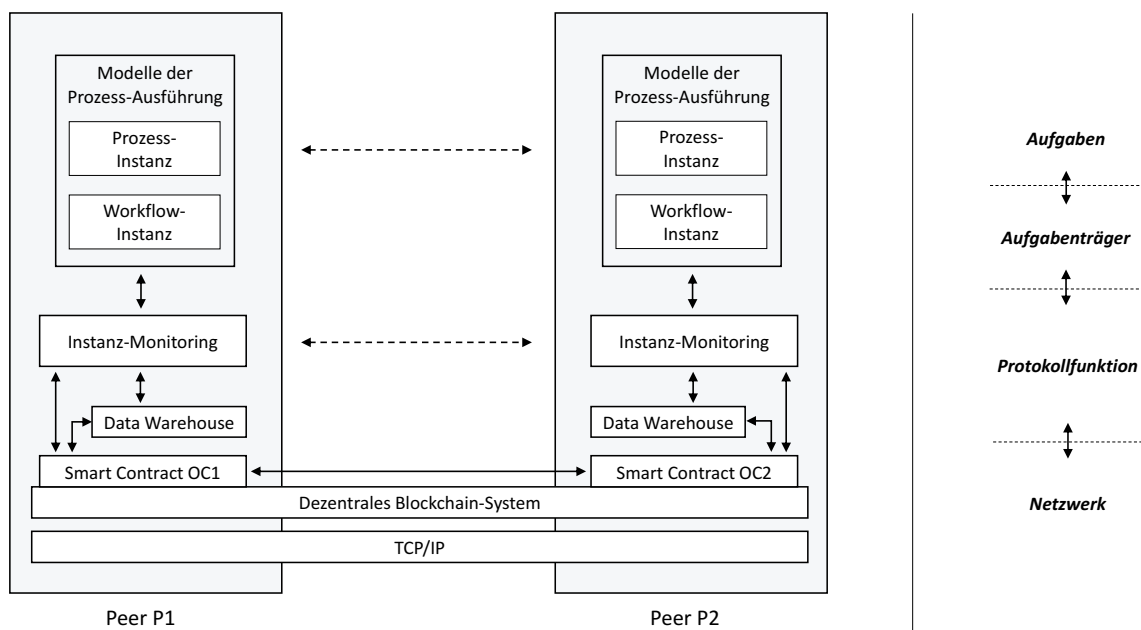 Modelle der
Prozess-Ausführung
Prozess-
Instanz
Workflow-
Instanz
Instanz-Monitoring
Data Warehouse
Smart Contract OC1
Modelle der
Prozess-Ausführung
Prozess-
Instanz
Workflow-
Instanz
Instanz-Monitoring
Data Warehouse
Smart Contract OC2
Dezentrales Blockchain-System
TCP/IP
Peer P1
Peer P2
Aufgaben
Aufgabenträger
Protokollfunktion
Netzwerk